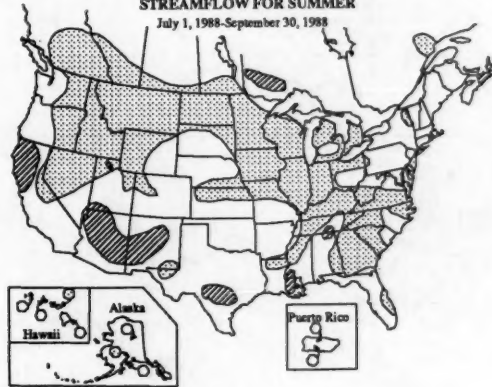 STREAMFLOW FOR SUMMER
July 1, 1988-September 30, 1988
Alaska
Hawaii
Puerto Rico